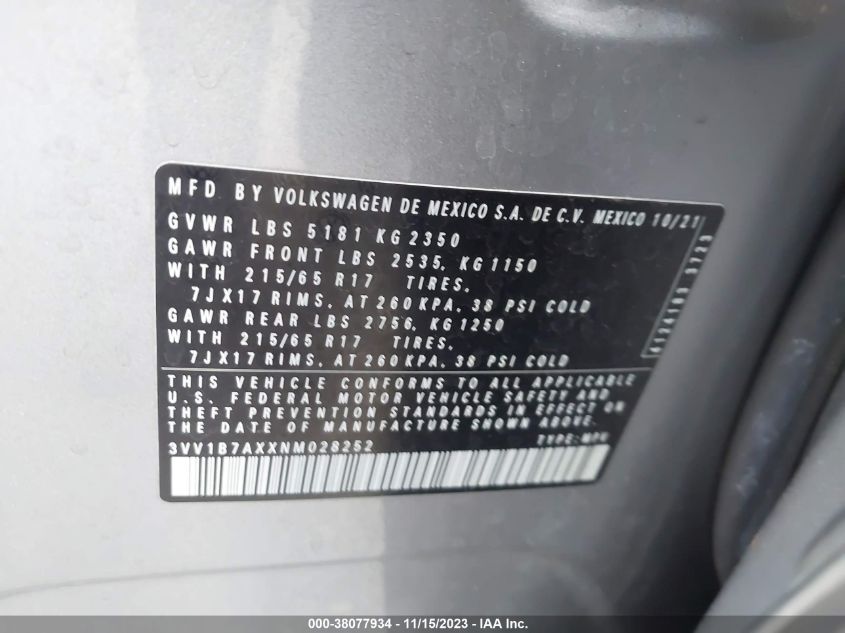 MFD BY VOLKSWAGEN DE MEXICO S.A. DE C.V. MEXICO 10/21
GVWR LBS 5181 KG 2350
GAWR FRONT LBS 2535, KG 1150
WITH 215/65 R17 TIRES,
7JX17 RIMS, AT 260 KPA, 38 PSI COLD
GAWR REAR LBS 2756, KG 1250
WITH 215/65 R17 TIRES,
7JX17 RIMS, AT 260 KPA, 38 PSI COLD
THIS VEHICLE CONFORMS TO ALL APPLICABLE
U.S. FEDERAL MOTOR VEHICLE SAFETY AND
THEFT PREVENTION STANDARDS IN EFFECT ON
THE DATE OF MANUFACTURE SHOWN ABOVE.
3VV1B7AXXNM028252 TYPE:MPV
000-38077934 - 11/15/2023 - IAA Inc.